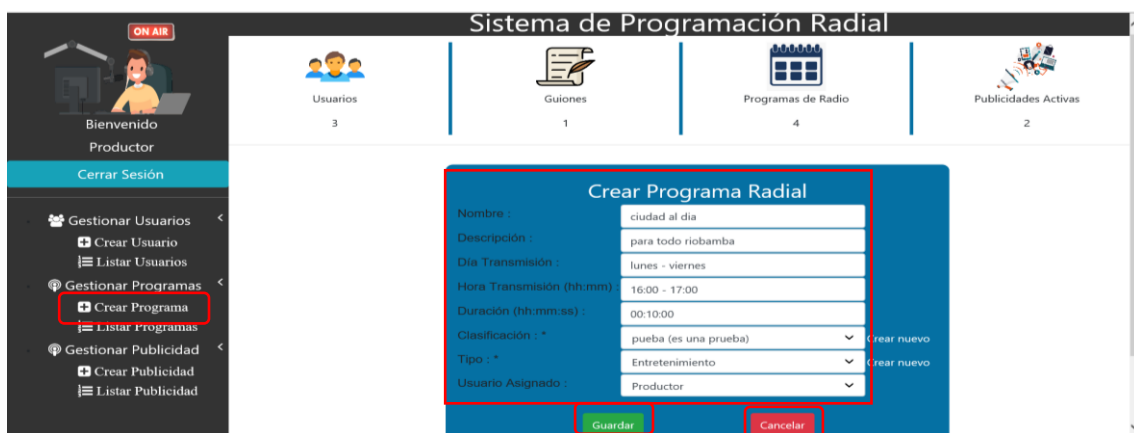 Sistema de Programación Radial
ON AIR
Bienvenido
Productor
Cerrar Sesión
Gestionar Usuarios
Crear Usuario
Listar Usuarios
Gestionar Programas
Crear Programa
Listar Programas
Gestionar Publicidad
Crear Publicidad
Listar Publicidad
Usuarios
3
Guiones
1
Programas de Radio
4
Publicidades Activas
2
Crear Programa Radial
Nombre : ciudad al dia
Descripción : para todo riobamba
Día Transmisión : lunes - viernes
Hora Transmisión (hh:mm) : 16:00 - 17:00
Duración (hh:mm:ss) : 00:10:00
Clasificación : * pueba (es una prueba) Crear nuevo
Tipo : * Entretenimiento Crear nuevo
Usuario Asignado : Productor
Guardar Cancelar